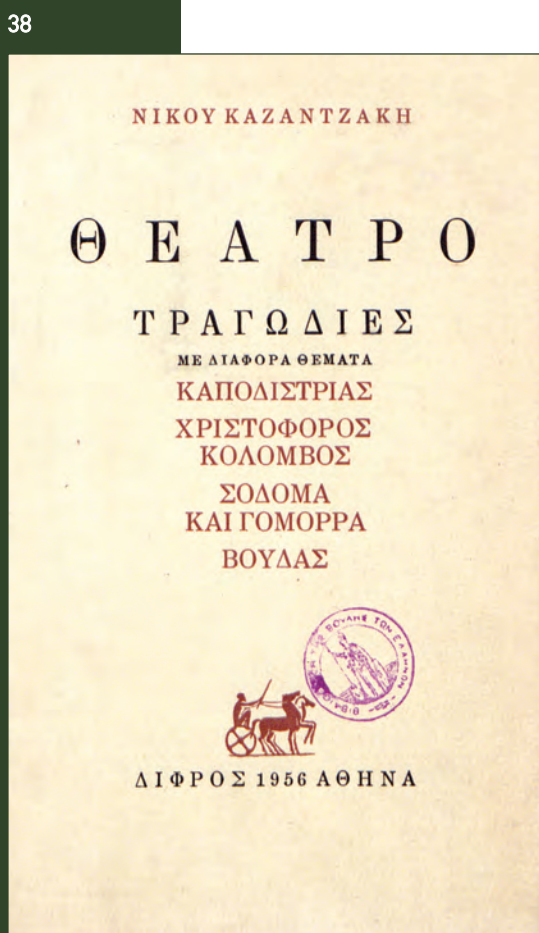 38
ΝΙΚΟΥ ΚΑΖΑΝΤΖΑΚΗ
ΘΕΑΤΡΟ
ΤΡΑΓΩΔΙΕΣ
ΜΕ ΔΙΑΦΟΡΑ ΘΕΜΑΤΑ
ΚΑΠΟΔΙΣΤΡΙΑΣ
ΧΡΙΣΤΟΦΟΡΟΣ
ΚΟΛΟΜΒΟΣ
ΣΟΔΟΜΑ
ΚΑΙ ΓΟΜΟΡΡΑ
ΒΟΥΔΑΣ
ΒΟΥΛΗΣ ΤΩΝ ΕΛΛΗΝΩΝ
ΔΙΦΡΟΣ 1956 ΑΘΗΝΑ